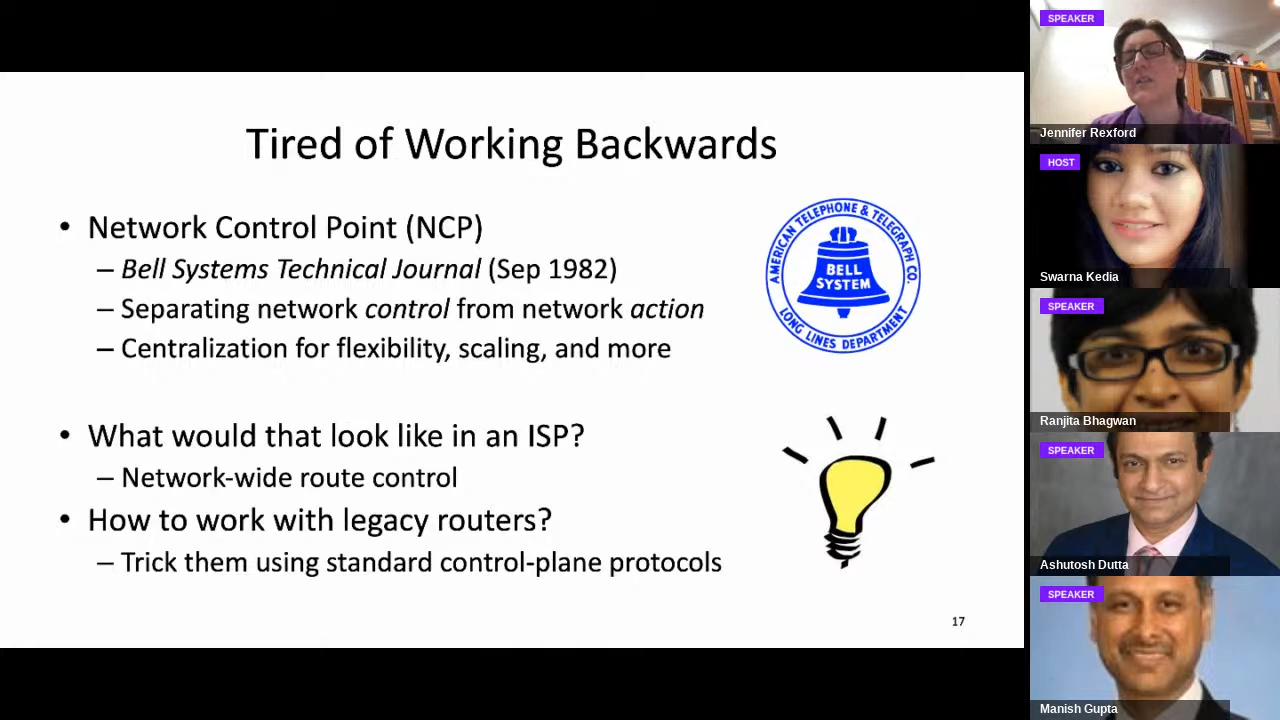 Tired of Working Backwards
• Network Control Point (NCP)
– Bell Systems Technical Journal (Sep 1982)
– Separating network control from network action
– Centralization for flexibility, scaling, and more
AMERICAN TELEPHONE & TELEGRAPH CO.
BELL
SYSTEM
LONG LINES DEPARTMENT
• What would that look like in an ISP?
– Network-wide route control
• How to work with legacy routers?
– Trick them using standard control-plane protocols
17
SPEAKER
Jennifer Rexford
HOST
Swarna Kedia
SPEAKER
Ranjita Bhagwan
SPEAKER
Ashutosh Dutta
SPEAKER
Manish Gupta